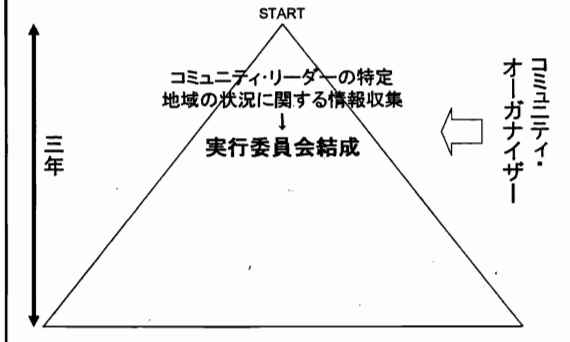 START
コミュニティ・リーダーの特定
地域の状況に関する情報収集
↓
実行委員会結成
三年
コミュニティ・
オーガナイザー